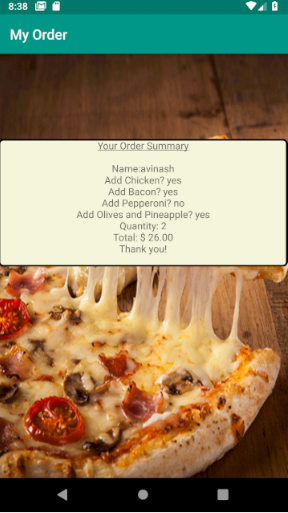 8:38
My Order
Your Order Summary
Name:avinash
Add Chicken? yes
Add Bacon? yes
Add Pepperoni? no
Add Olives and Pineapple? yes
Quantity: 2
Total: $ 26.00
Thank you!